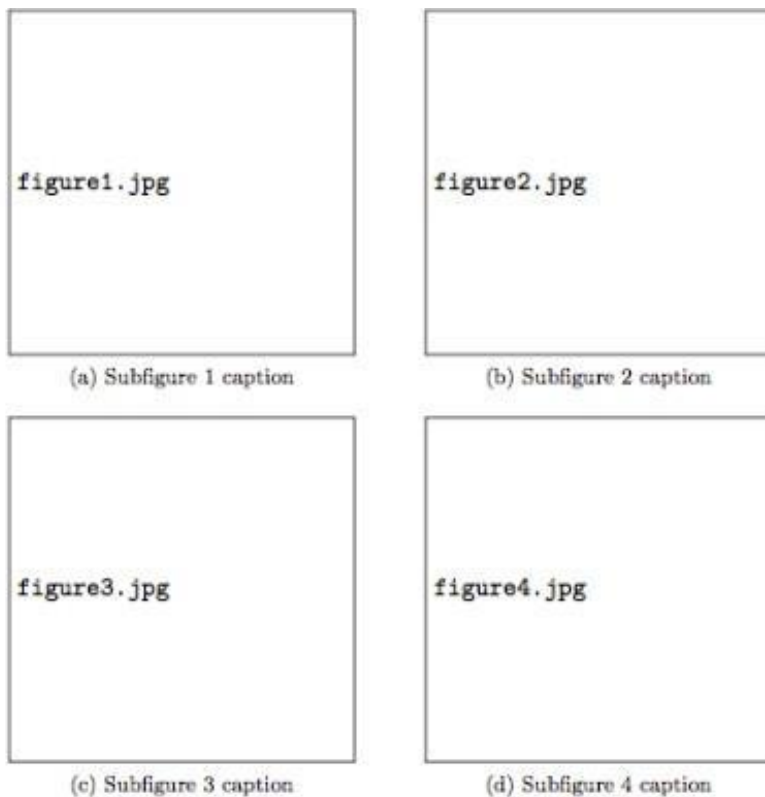 figure1.jpg
figure2.jpg
(a) Subfigure 1 caption
(b) Subfigure 2 caption
figure3.jpg
figure4.jpg
(c) Subfigure 3 caption
(d) Subfigure 4 caption